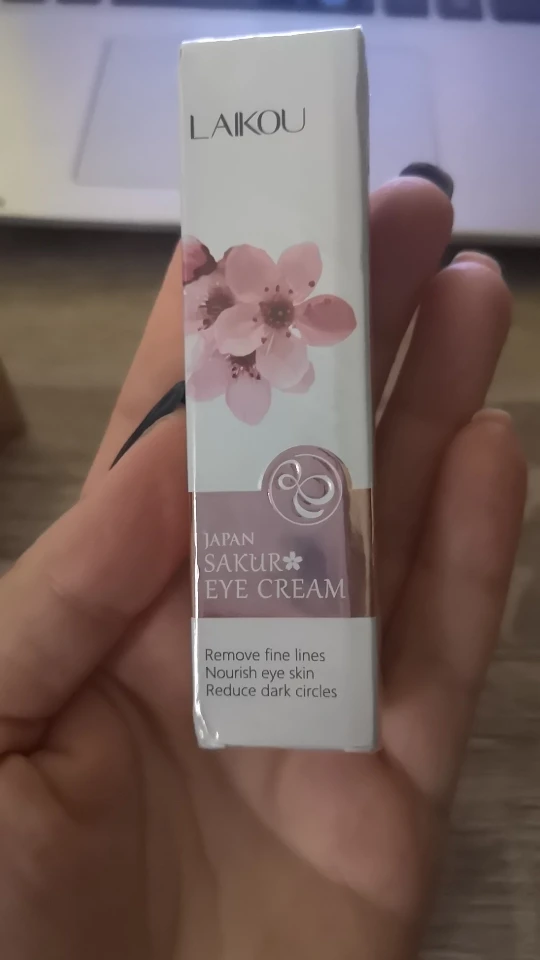 LAIKOU
JAPAN
SAKUR
EYE CREAM
Remove fine lines
Nourish eye skin
Reduce dark circles